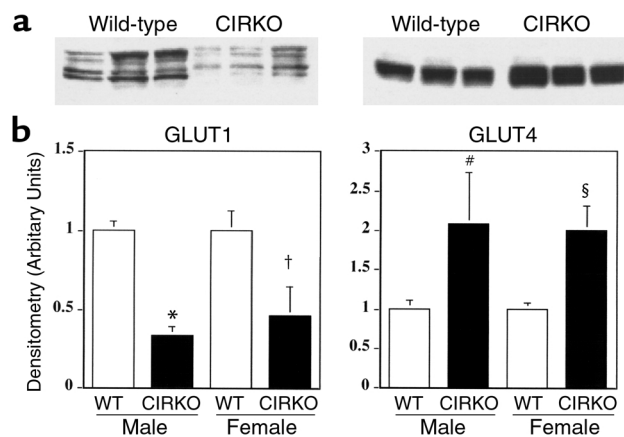 a
Wild-type CIRKO
Wild-type CIRKO
b
GLUT1
Densitometry (Arbitary Units)
1.5
1
0.5
0
*
†
WT CIRKO WT CIRKO
Male Female
GLUT4
3
2.5
2
1.5
1
0.5
0
#
§
WT CIRKO WT CIRKO
Male Female